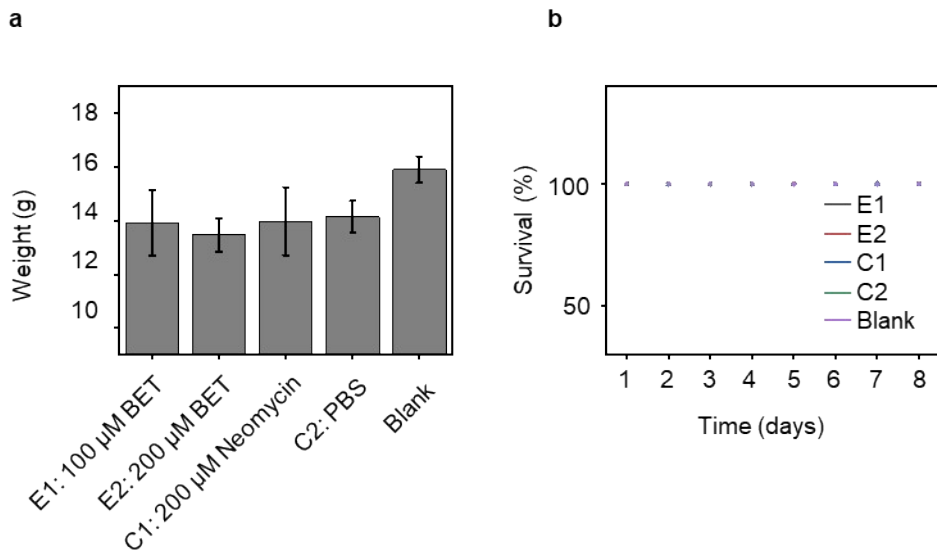 a
Weight (g)
18
16
14
12
10
E1: 100 µM BET
E2: 200 µM BET
C1: 200 µM Neomycin
C2: PBS
Blank
b
Survival (%)
100
50
E1
E2
C1
C2
Blank
1 2 3 4 5 6 7 8
Time (days)